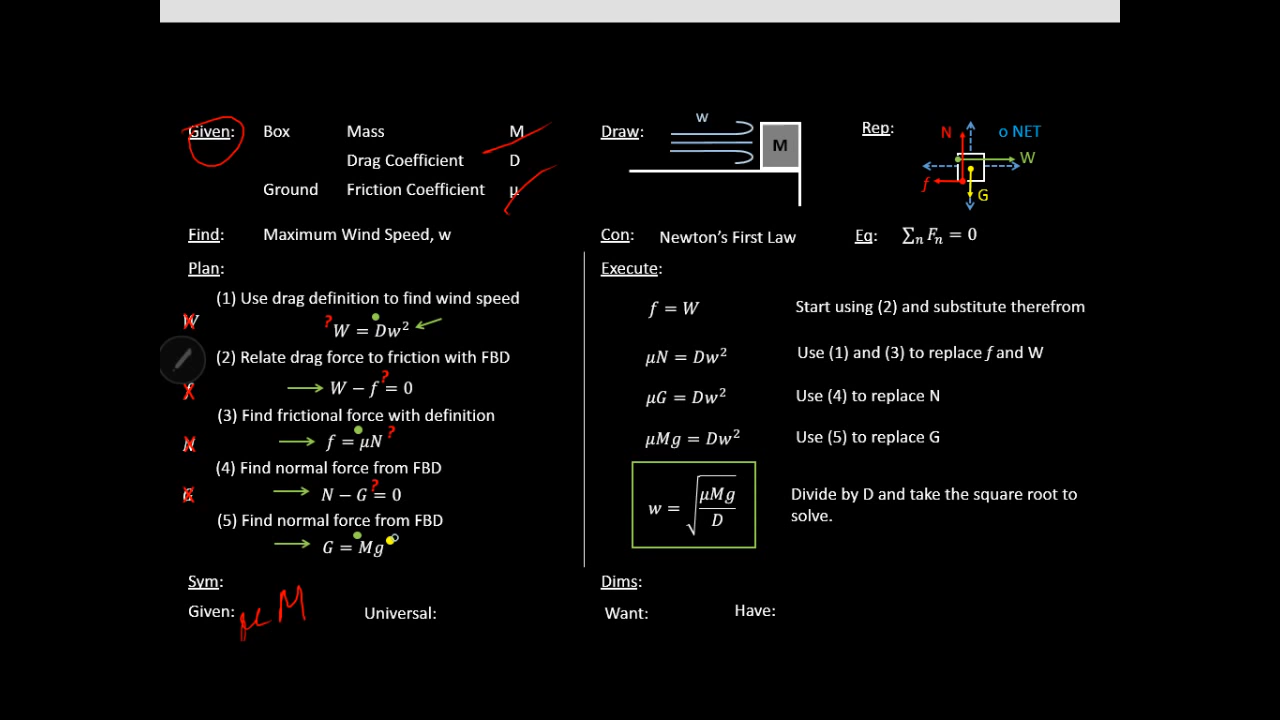 Given: Box Mass M
Drag Coefficient D
Ground Friction Coefficient μ
Draw: w
M
Rep: N o NET
W
f
G
Find: Maximum Wind Speed, w
Con: Newton's First Law
Eq: ∑ₙ Fₙ = 0
Plan:
(1) Use drag definition to find wind speed
W ? W = Dw²
(2) Relate drag force to friction with FBD
f W − f ? = 0
(3) Find frictional force with definition
N f = μN ?
(4) Find normal force from FBD
G N − G ? = 0
(5) Find normal force from FBD
G = Mg
Execute:
f = W Start using (2) and substitute therefrom
μN = Dw² Use (1) and (3) to replace f and W
μG = Dw² Use (4) to replace N
μMg = Dw² Use (5) to replace G
w = √(μMg/D) Divide by D and take the square root to
solve.
Sym:
Given: μ M Universal:
Dims:
Want: Have: